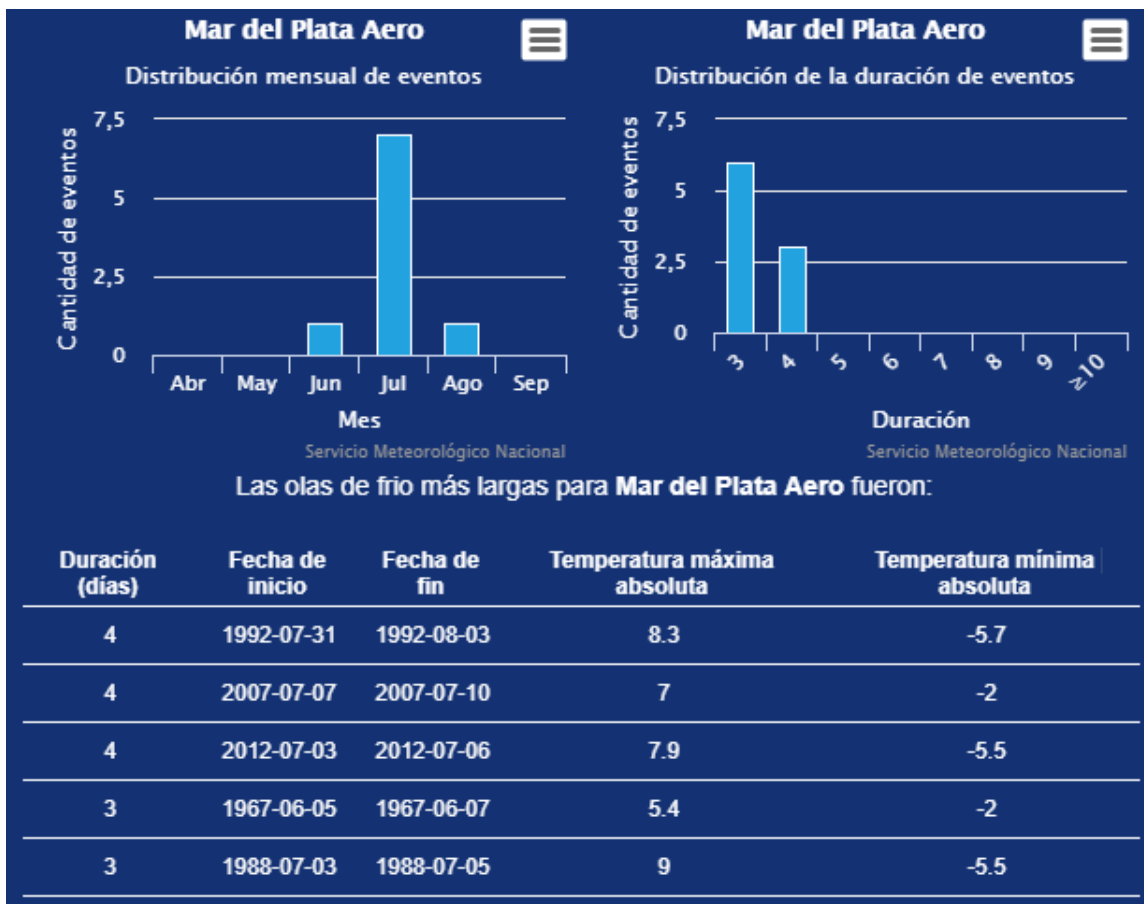 Mar del Plata Aero
Distribución mensual de eventos
Cantidad de eventos
7,5
5
2,5
0
Abr May Jun Jul Ago Sep
Mes
Servicio Meteorológico Nacional
Mar del Plata Aero
Distribución de la duración de eventos
Cantidad de eventos
7,5
5
2,5
0
3 4 5 6 7 8 9 ≥10
Duración
Servicio Meteorológico Nacional
Las olas de frio más largas para Mar del Plata Aero fueron:
Duración (días) Fecha de inicio Fecha de fin Temperatura máxima absoluta Temperatura mínima absoluta
4 1992-07-31 1992-08-03 8.3 -5.7
4 2007-07-07 2007-07-10 7 -2
4 2012-07-03 2012-07-06 7.9 -5.5
3 1967-06-05 1967-06-07 5.4 -2
3 1988-07-03 1988-07-05 9 -5.5